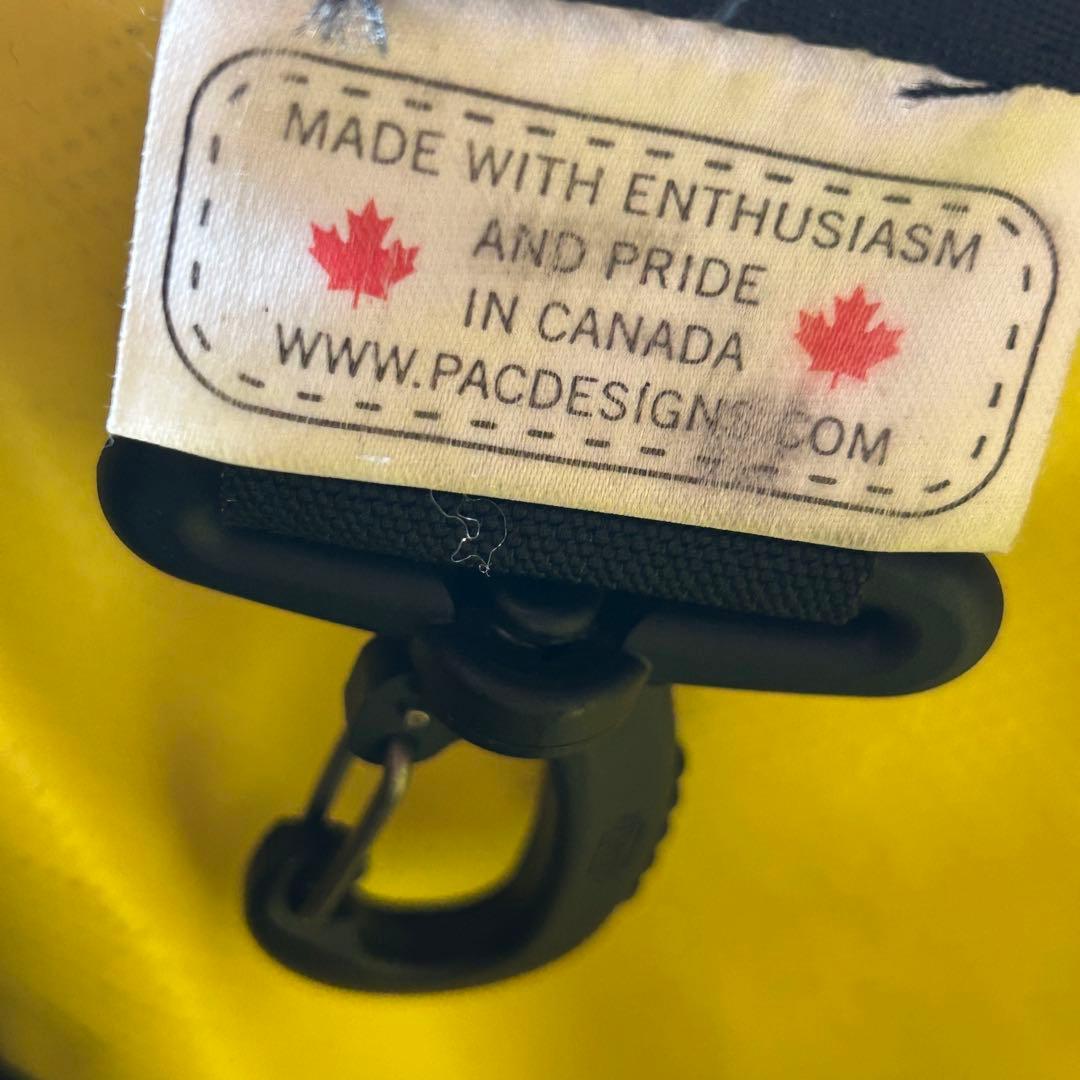 MADE WITH ENTHUSIASM
AND PRIDE
IN CANADA
WWW.PACDESIGNS.COM